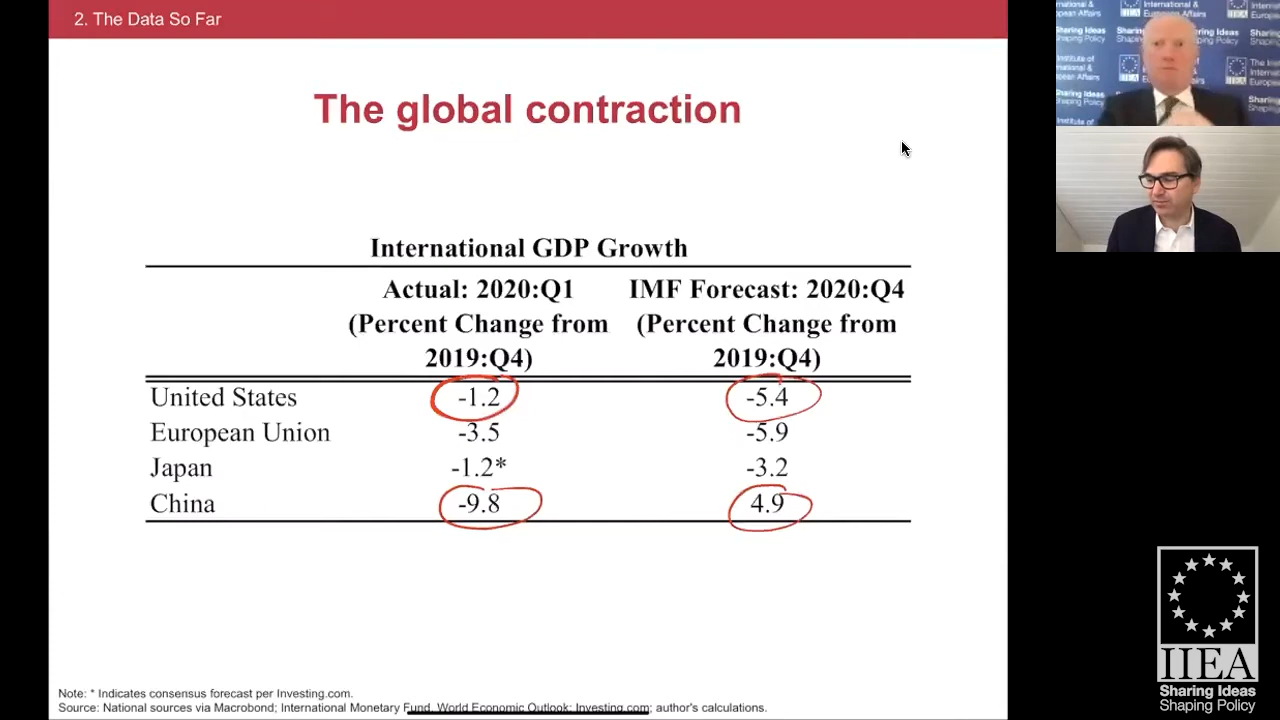 2. The Data So Far
The global contraction
International GDP Growth
Actual: 2020:Q1 IMF Forecast: 2020:Q4
(Percent Change from (Percent Change from
2019:Q4) 2019:Q4)
United States -1.2 -5.4
European Union -3.5 -5.9
Japan -1.2* -3.2
China -9.8 4.9
Note: * Indicates consensus forecast per Investing.com.
Source: National sources via Macrobond; International Monetary Fund, World Economic Outlook; Investing.com; author's calculations.
Sharing Ideas
Shaping Policy
IIEA
Sharing Ideas
Shaping Policy